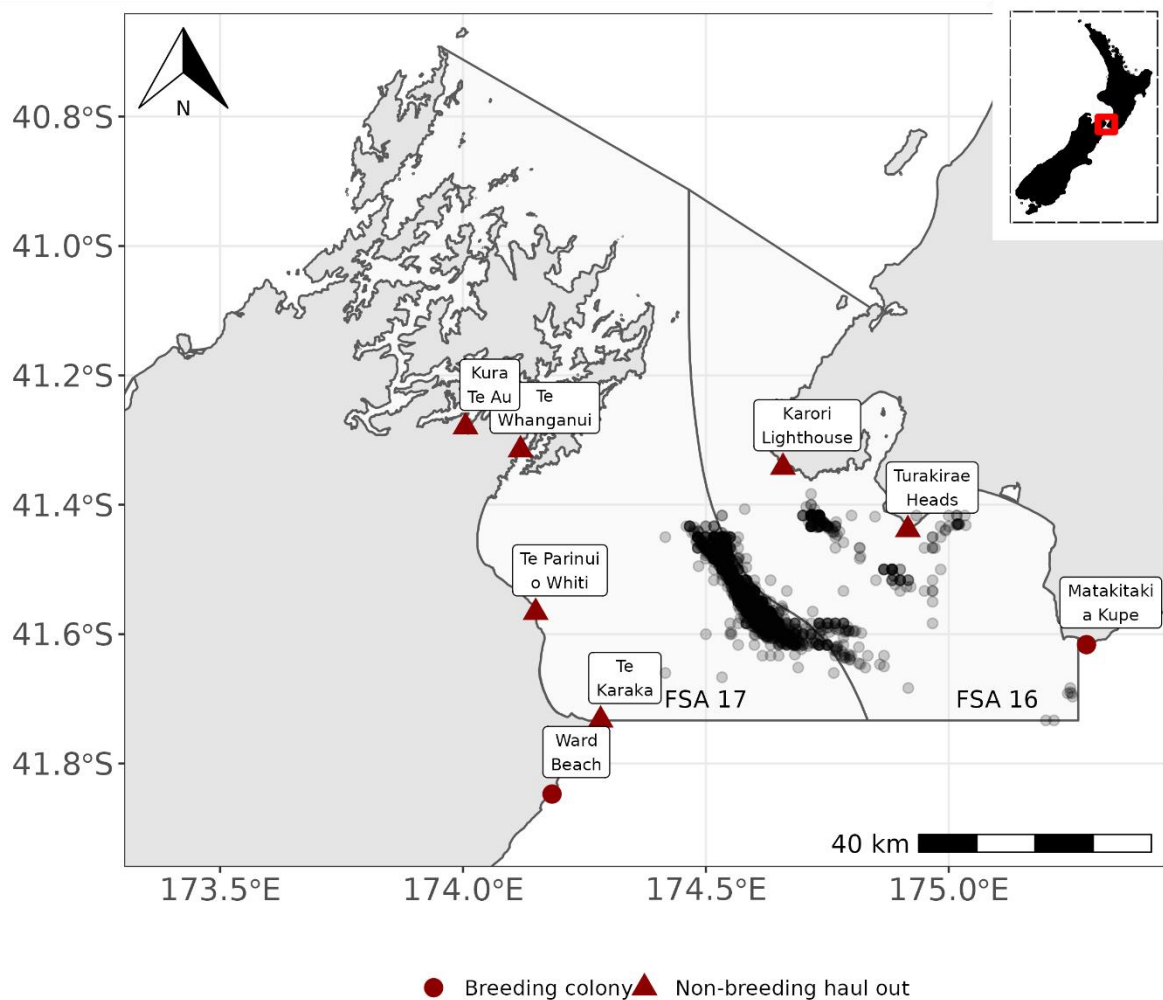 N
40.8°S
41.0°S
41.2°S
41.4°S
41.6°S
41.8°S
Kura
Te Au
Te
Whanganui
Karori
Lighthouse
Turakirae
Heads
Te Parinui
o Whiti
Matakitaki
a Kupe
Te
Karaka
FSA 17
FSA 16
Ward
Beach
40 km
173.5°E
174.0°E
174.5°E
175.0°E
Breeding colony
Non-breeding haul out